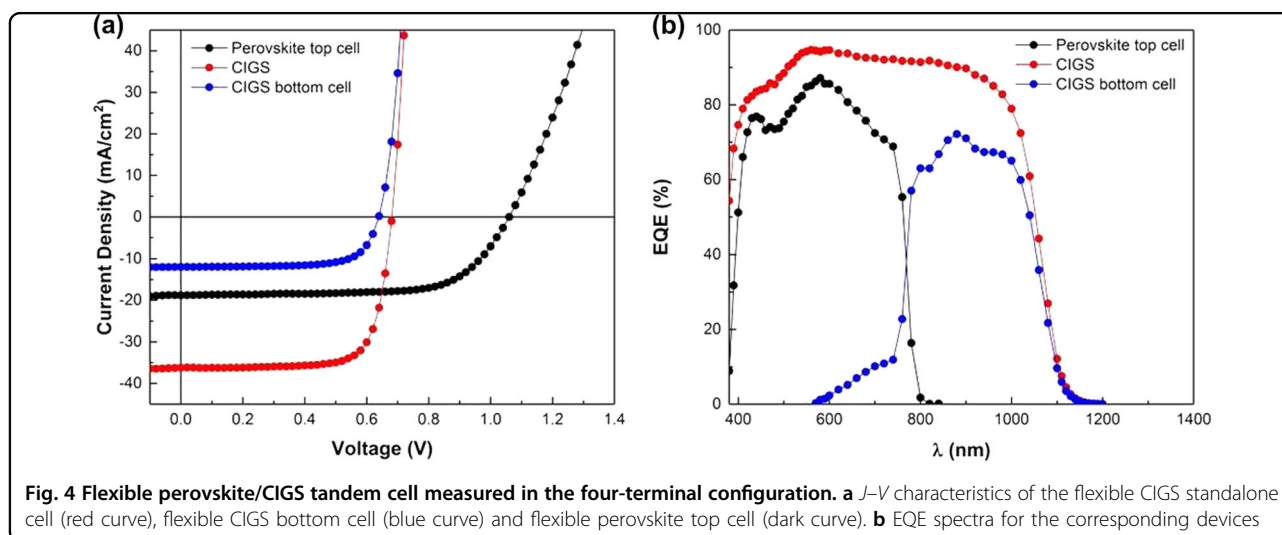 (a)
Perovskite top cell
CIGS
CIGS bottom cell
Current Density (mA/cm²)
40
30
20
10
0
-10
-20
-30
-40
0.0 0.2 0.4 0.6 0.8 1.0 1.2 1.4
Voltage (V)
(b)
Perovskite top cell
CIGS
CIGS bottom cell
EQE (%)
100
80
60
40
20
0
400 600 800 1000 1200 1400
λ (nm)
Fig. 4 Flexible perovskite/CIGS tandem cell measured in the four-terminal configuration. a J–V characteristics of the flexible CIGS standalone
cell (red curve), flexible CIGS bottom cell (blue curve) and flexible perovskite top cell (dark curve). b EQE spectra for the corresponding devices